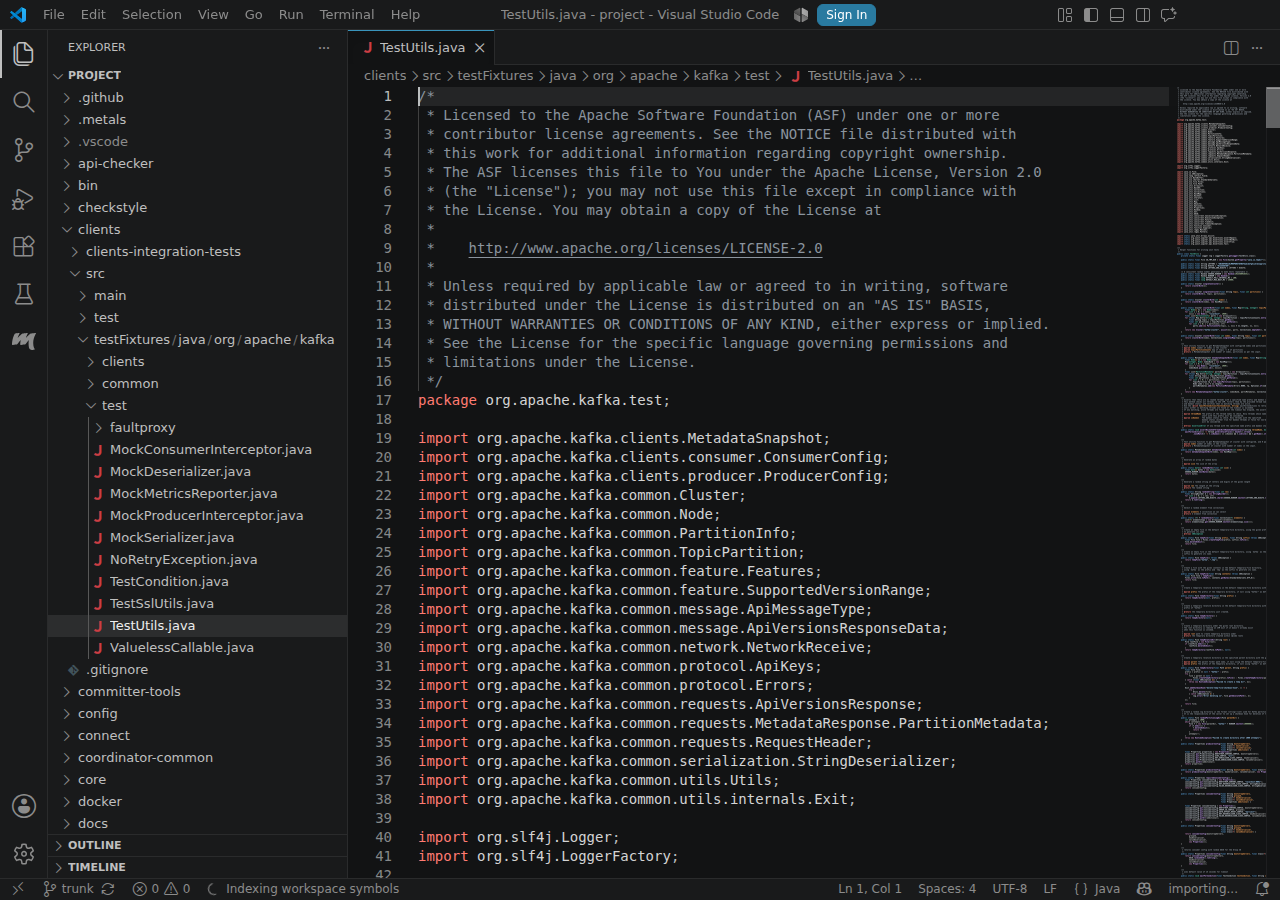 File Edit Selection View Go Run Terminal Help
TestUtils.java - project - Visual Studio Code
Sign In
EXPLORER
PROJECT
.github
.metals
.vscode
api-checker
bin
checkstyle
clients
clients-integration-tests
src
main
test
testFixtures/java/org/apache/kafka
clients
common
test
faultproxy
MockConsumerInterceptor.java
MockDeserializer.java
MockMetricsReporter.java
MockProducerInterceptor.java
MockSerializer.java
NoRetryException.java
TestCondition.java
TestSslUtils.java
TestUtils.java
ValuelessCallable.java
.gitignore
committer-tools
config
connect
coordinator-common
core
docker
docs
OUTLINE
TIMELINE
TestUtils.java
clients > src > testFixtures > java > org > apache > kafka > test > TestUtils.java > ...
1 /*
2 * Licensed to the Apache Software Foundation (ASF) under one or more
3 * contributor license agreements. See the NOTICE file distributed with
4 * this work for additional information regarding copyright ownership.
5 * The ASF licenses this file to You under the Apache License, Version 2.0
6 * (the "License"); you may not use this file except in compliance with
7 * the License. You may obtain a copy of the License at
8 *
9 *    http://www.apache.org/licenses/LICENSE-2.0
10 *
11 * Unless required by applicable law or agreed to in writing, software
12 * distributed under the License is distributed on an "AS IS" BASIS,
13 * WITHOUT WARRANTIES OR CONDITIONS OF ANY KIND, either express or implied.
14 * See the License for the specific language governing permissions and
15 * limitations under the License.
16 */
17 package org.apache.kafka.test;
18
19 import org.apache.kafka.clients.MetadataSnapshot;
20 import org.apache.kafka.clients.consumer.ConsumerConfig;
21 import org.apache.kafka.clients.producer.ProducerConfig;
22 import org.apache.kafka.common.Cluster;
23 import org.apache.kafka.common.Node;
24 import org.apache.kafka.common.PartitionInfo;
25 import org.apache.kafka.common.TopicPartition;
26 import org.apache.kafka.common.feature.Features;
27 import org.apache.kafka.common.feature.SupportedVersionRange;
28 import org.apache.kafka.common.message.ApiMessageType;
29 import org.apache.kafka.common.message.ApiVersionsResponseData;
30 import org.apache.kafka.common.network.NetworkReceive;
31 import org.apache.kafka.common.protocol.ApiKeys;
32 import org.apache.kafka.common.protocol.Errors;
33 import org.apache.kafka.common.requests.ApiVersionsResponse;
34 import org.apache.kafka.common.requests.MetadataResponse.PartitionMetadata;
35 import org.apache.kafka.common.requests.RequestHeader;
36 import org.apache.kafka.common.serialization.StringDeserializer;
37 import org.apache.kafka.common.utils.Utils;
38 import org.apache.kafka.common.utils.internals.Exit;
39
40 import org.slf4j.Logger;
41 import org.slf4j.LoggerFactory;
42
trunk 0 0 Indexing workspace symbols
Ln 1, Col 1 Spaces: 4 UTF-8 LF { } Java importing...